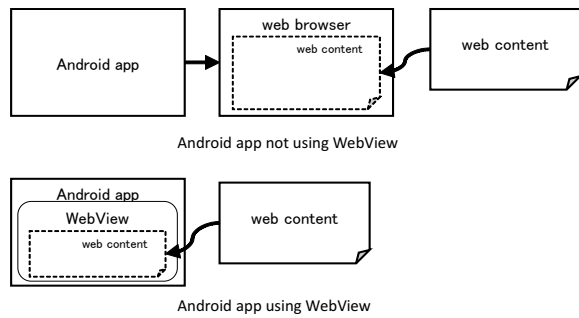 Android app
web browser
web content
web content
Android app not using WebView
Android app
WebView
web content
web content
Android app using WebView